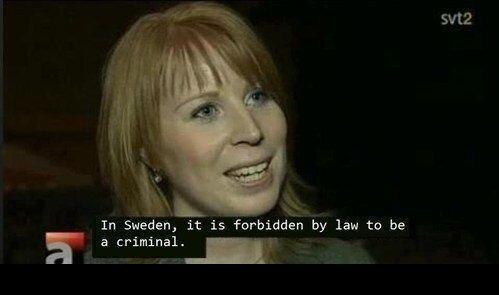 svt2
In Sweden, it is forbidden by law to be
a criminal.
a